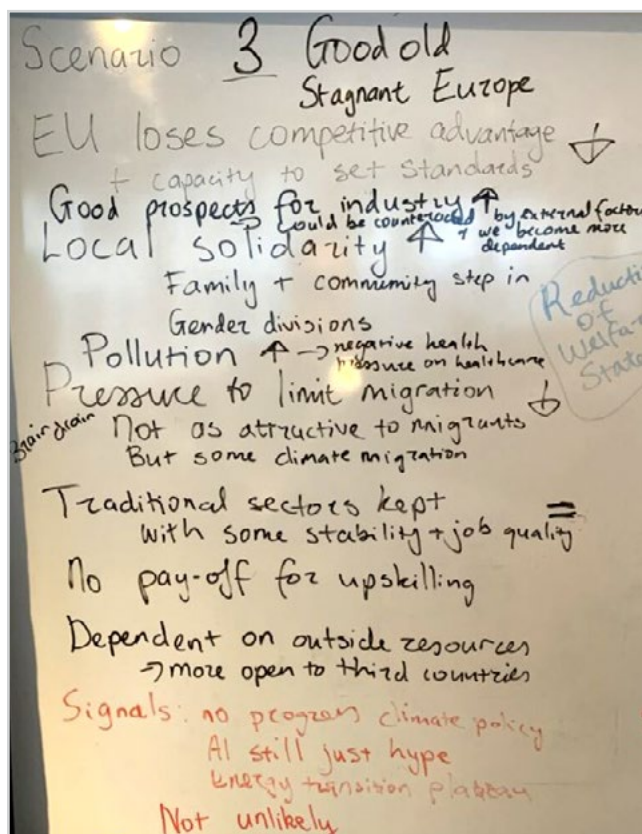 Scenario 3 Good old
Stagnant Europe
EU loses competitive advantage ↓
+ capacity to set standards
Good prospects for industry ↑
→ could be counteracted by external factors
+ we become more
dependent
Local solidarity ↑
Family + community step in
Gender divisions
Reduction
of
Welfare
State
Pollution ↑ → negative health
pressure on healthcare
Pressure to limit migration ↓
Brain drain
Not as attractive to migrants
But some climate migration
Traditional sectors kept =
with some stability + job quality
No pay-off for upskilling
Dependent on outside resources
→ more open to third countries
Signals: no progress climate policy
AI still just hype
Energy transition plateau
Not unlikely